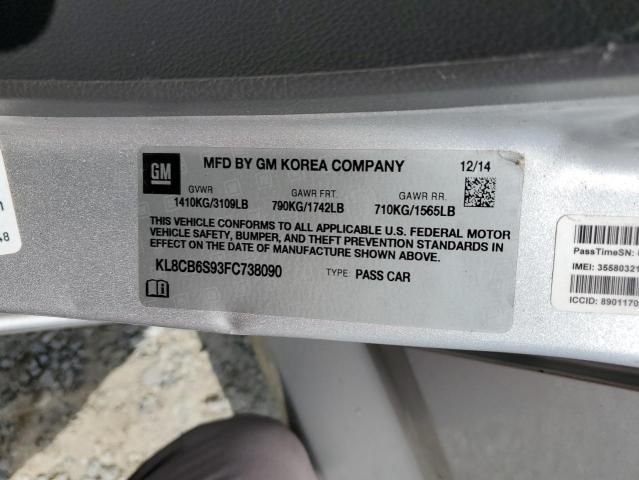 GM
MFD BY GM KOREA COMPANY
12/14
GVWR
1410KG/3109LB
GAWR FRT.
790KG/1742LB
GAWR RR.
710KG/1565LB
THIS VEHICLE CONFORMS TO ALL APPLICABLE U.S. FEDERAL MOTOR
VEHICLE SAFETY, BUMPER, AND THEFT PREVENTION STANDARDS IN
EFFECT ON THE DATE OF MANUFACTURE SHOWN ABOVE.
KL8CB6S93FC738090
TYPE: PASS CAR
PassTimeSN:
IMEI: 35580321
ICCID: 8901170